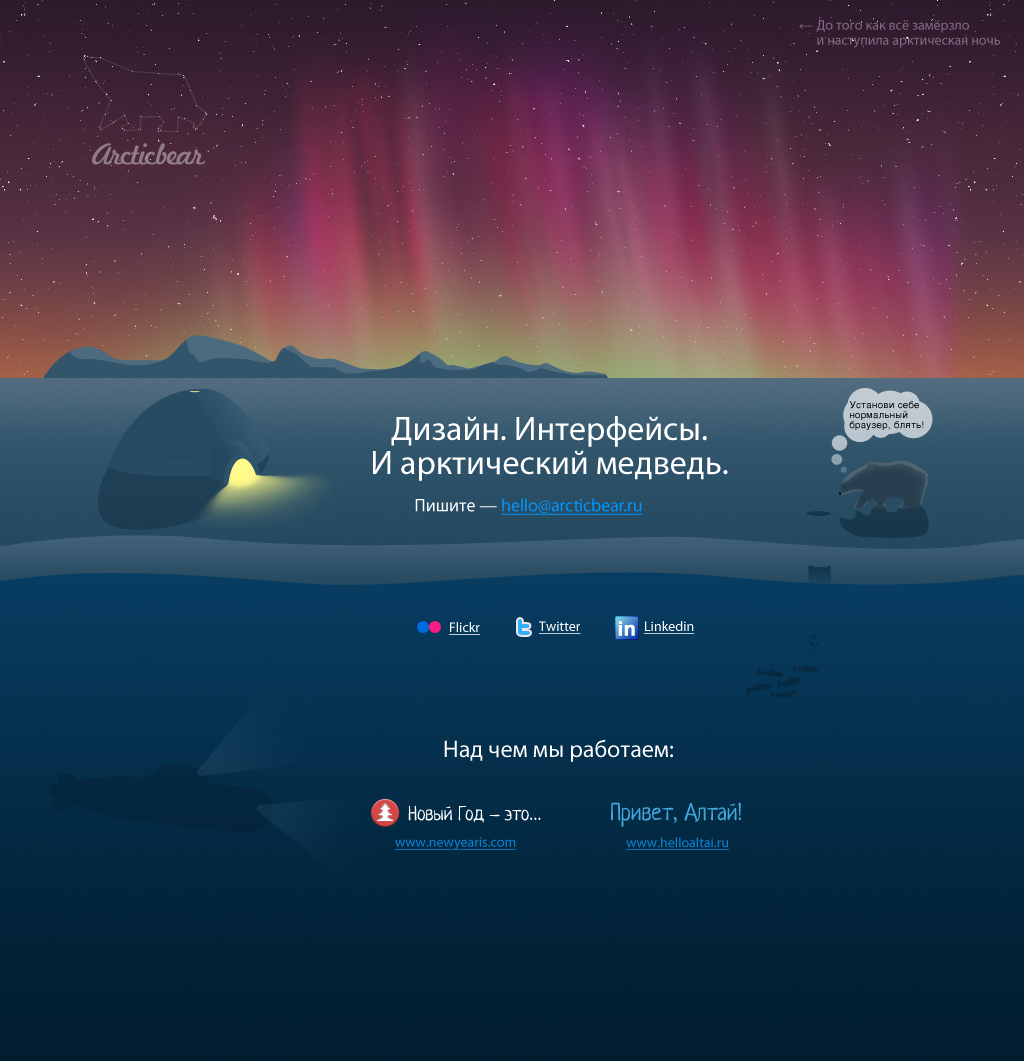 ← До того как всё замёрзло
и наступила арктическая ночь
Arcticbear
Установи себе
нормальный
браузер, блять!
Дизайн. Интерфейсы.
И арктический медведь.
Пишите — hello@arcticbear.ru
Flickr
Twitter
in Linkedin
Над чем мы работаем:
Новый Год – это...
www.newyearis.com
Привет, Алтай!
www.helloaltai.ru